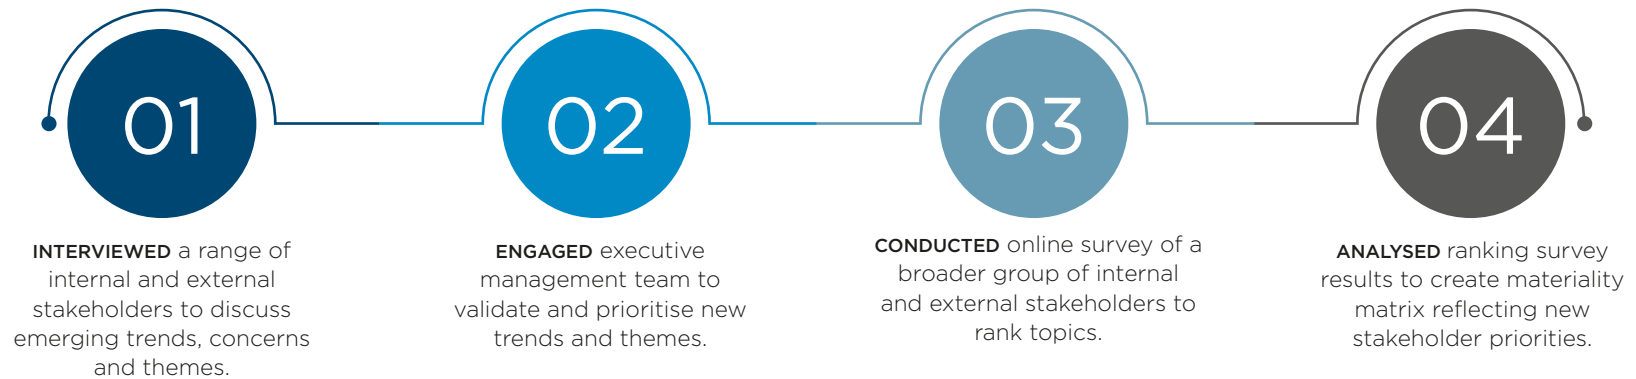 01
INTERVIEWED a range of
internal and external
stakeholders to discuss
emerging trends, concerns
and themes.
02
ENGAGED executive
management team to
validate and prioritise new
trends and themes.
03
CONDUCTED online survey of a
broader group of internal
and external stakeholders to
rank topics.
04
ANALYSED ranking survey
results to create materiality
matrix reflecting new
stakeholder priorities.